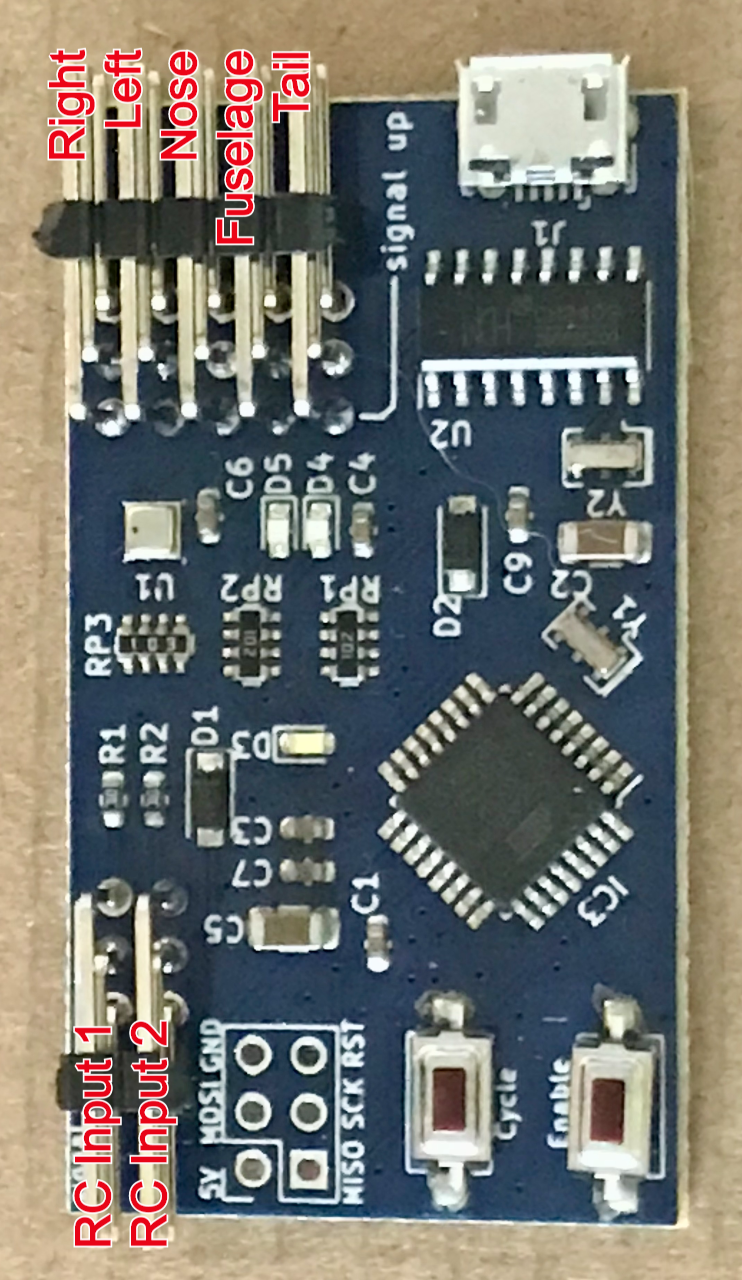 Right
Left
Nose
Fuselage
Tail
signal up
J1
U2
C6
D5
D4
C4
Y2
U1
RP2
RP1
D2
C9
C2
RP3
103
102
Y1
R1
R2
D1
D3
C3
C7
C5
C1
IC3
RC Input 1
RC Input 2
MOSI GND
SCK RST
5V
MISO
Cycle
Enable